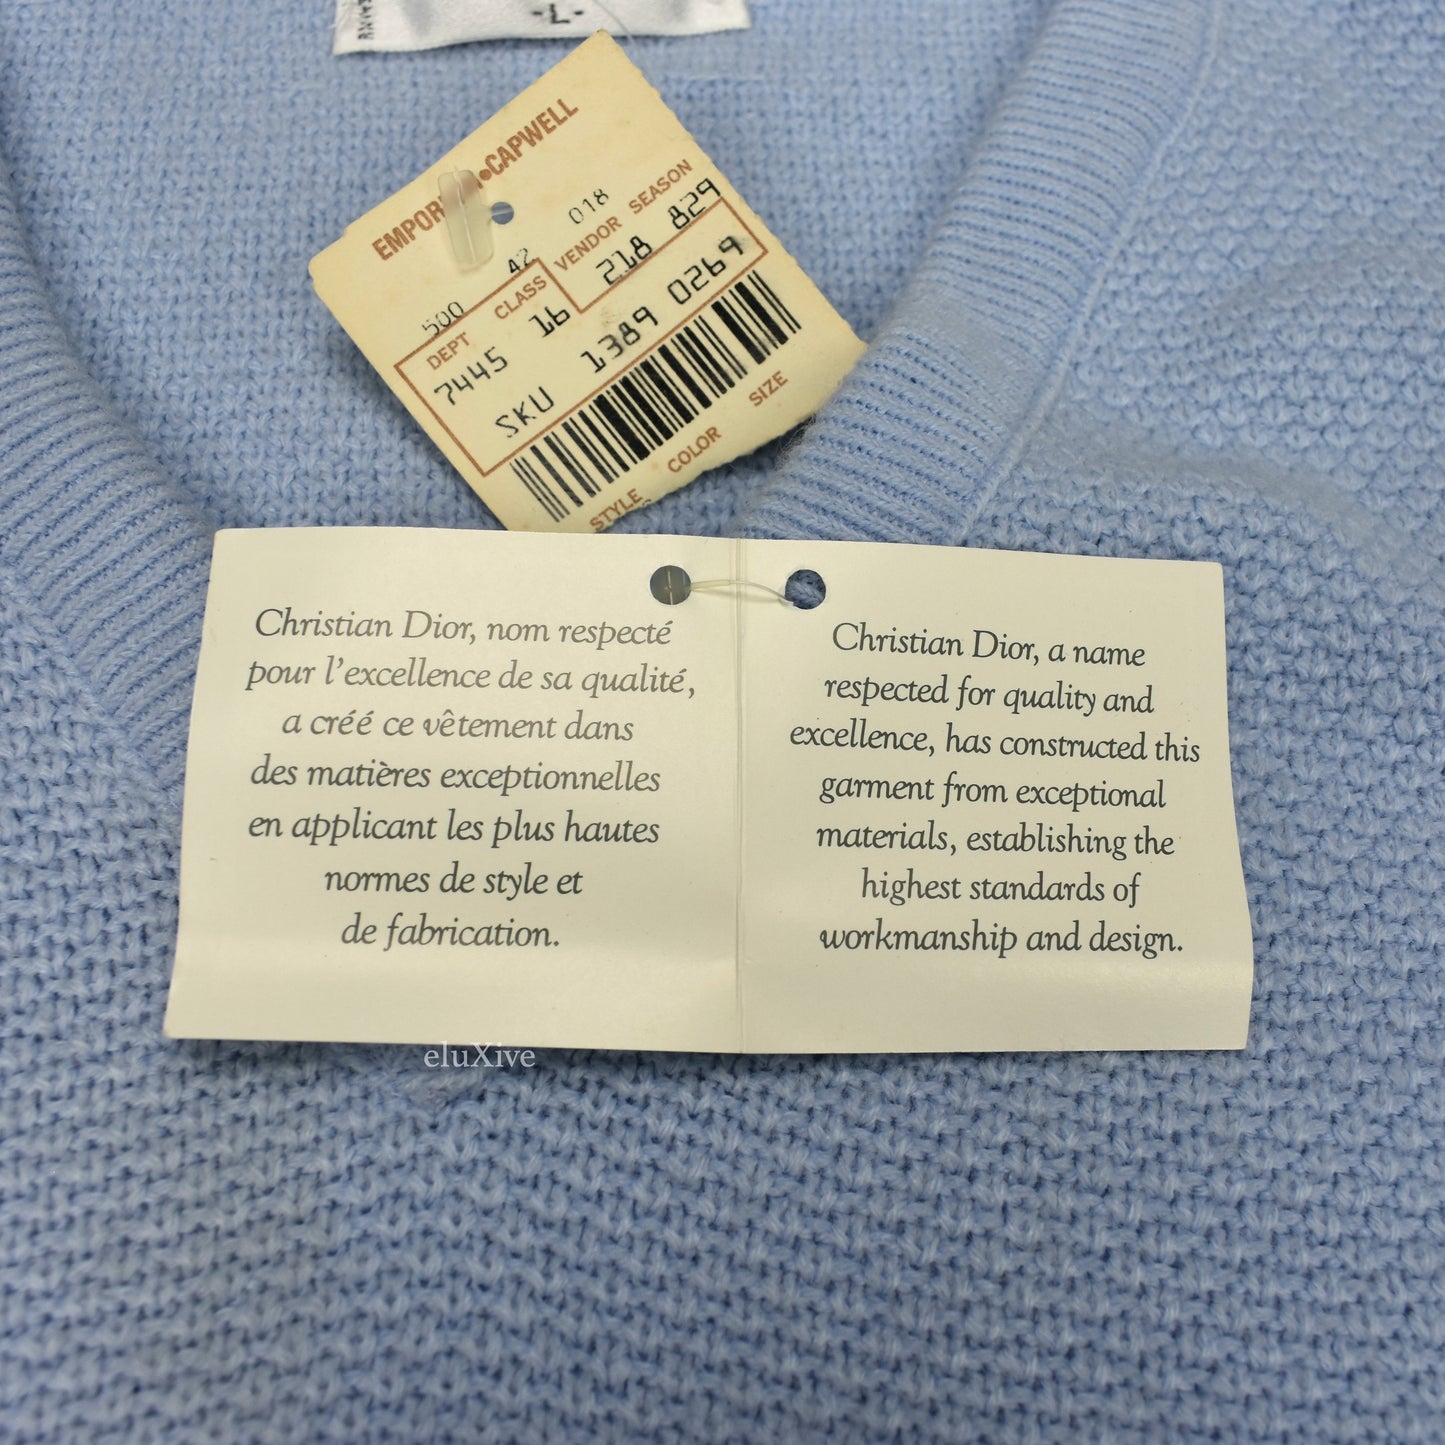 -L-
EMPORIUM•CAPWELL
018
42
500
VENDOR SEASON
218 829
DEPT CLASS
7445 16
SKU 1389 0269
STYLE COLOR SIZE
Christian Dior, nom respecté
pour l'excellence de sa qualité,
a créé ce vêtement dans
des matières exceptionnelles
en applicant les plus hautes
normes de style et
de fabrication.
Christian Dior, a name
respected for quality and
excellence, has constructed this
garment from exceptional
materials, establishing the
highest standards of
workmanship and design.
eluXive